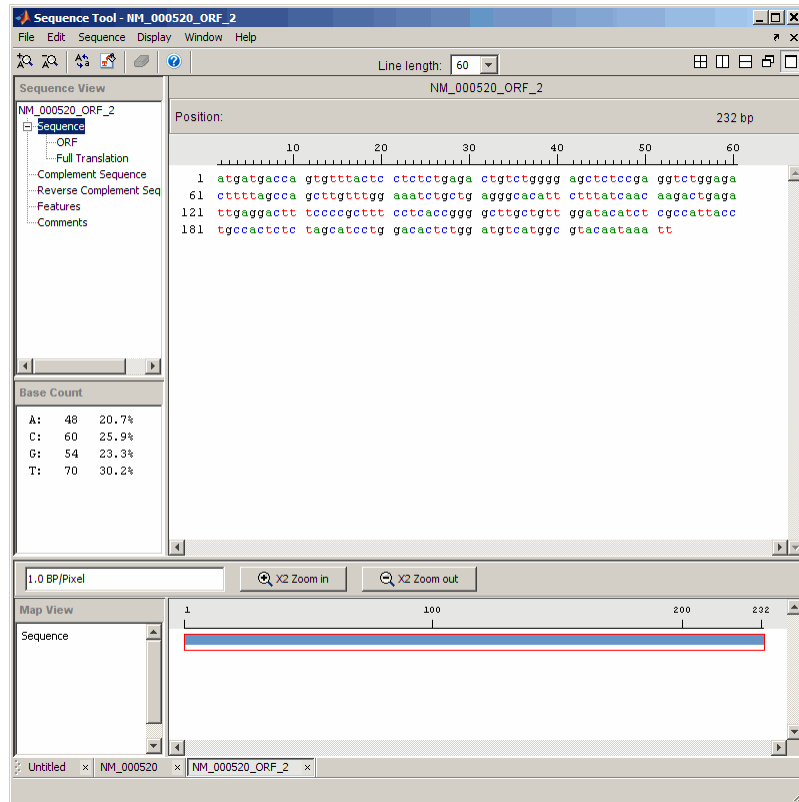 Sequence Tool - NM_000520_ORF_2
File Edit Sequence Display Window Help
Line length: 60
Sequence View
NM_000520_ORF_2
NM_000520_ORF_2
Sequence
ORF
Full Translation
Complement Sequence
Reverse Complement Seq
Features
Comments
Position: 232 bp
10 20 30 40 50 60
1 atgatgacca gtgtttactc cctctctgaga ctgtctgggg agctctccga ggtctggaga
61 cttttagcca gcttgtttgg aaatctgctg agggcacatt ctttatcaac aagactgaga
121 ttgaggactt tccccgcttt cctcaccggg gcttgctgtt ggatacatct cgccattacc
181 tgccactctc tagcatcctg gacactctgg atgtcatggc gtacaataaa tt
Base Count
A: 48 20.7%
C: 60 25.9%
G: 54 23.3%
T: 70 30.2%
1.0 BP/Pixel
X2 Zoom in
X2 Zoom out
Map View
Sequence
1 100 200 232
Untitled × NM_000520 × NM_000520_ORF_2 ×